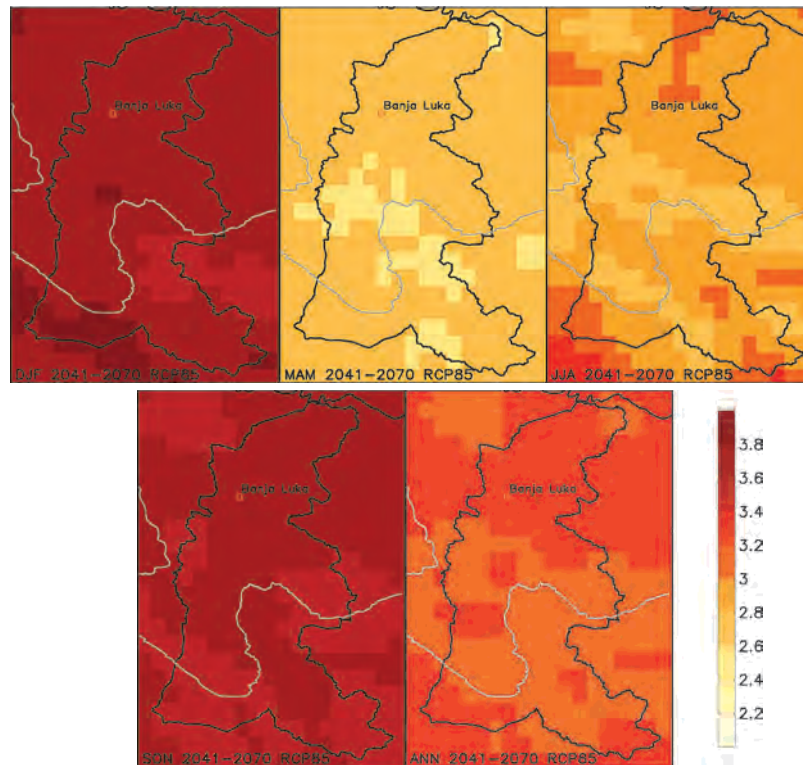 Banja Luka
Banja Luka
Banja Luka
DJF 2041-2070 RCP85
MAM 2041-2070 RCP85
JJA 2041-2070 RCP85
Banja Luka
Banja Luka
3.8
3.6
3.4
3.2
3
2.8
2.6
2.4
2.2
SON 2041-2070 RCP85
ANN 2041-2070 RCP85